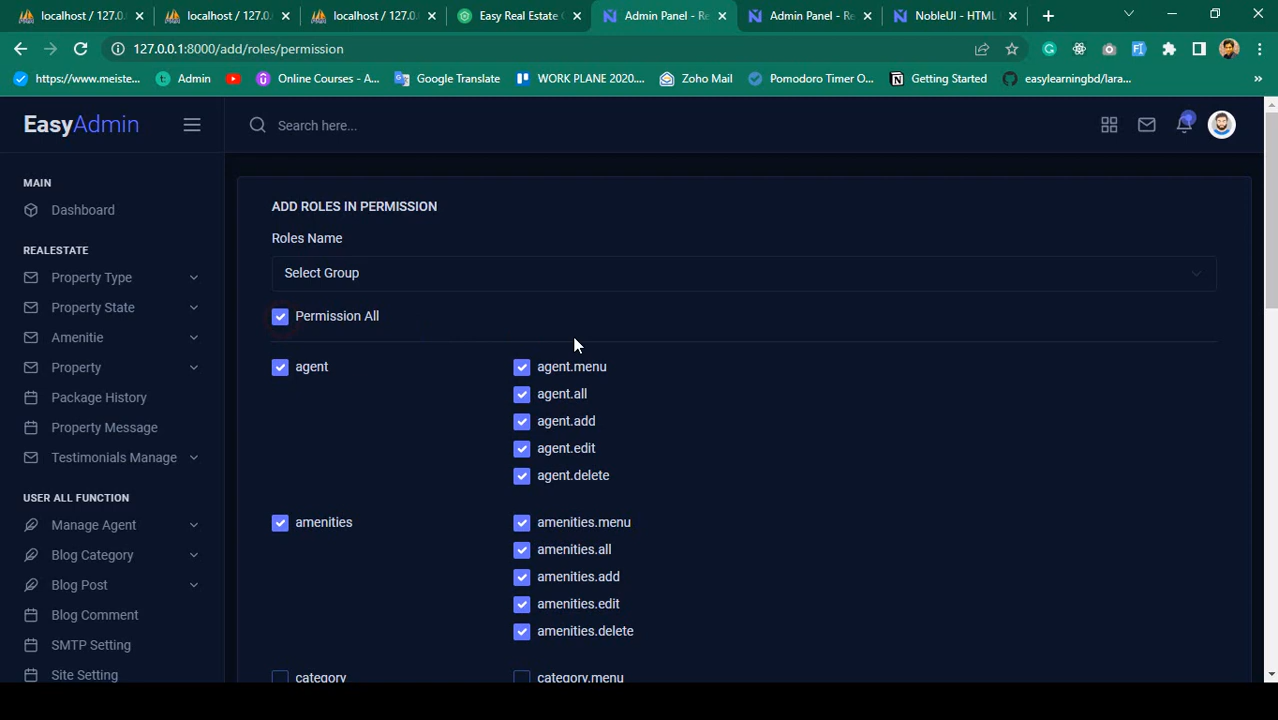 localhost / 127.0.
localhost / 127.0.
localhost / 127.0.
Easy Real Estate
Admin Panel - Re
Admin Panel - Re
NobleUI - HTML
127.0.0.1:8000/add/roles/permission
https://www.meiste...
Admin
Online Courses - A...
Google Translate
WORK PLANE 2020....
Zoho Mail
Pomodoro Timer O...
Getting Started
easylearningbd/lara...
»
EasyAdmin
Search here...
MAIN
Dashboard
REALESTATE
Property Type
Property State
Amenitie
Property
Package History
Property Message
Testimonials Manage
USER ALL FUNCTION
Manage Agent
Blog Category
Blog Post
Blog Comment
SMTP Setting
Site Setting
ADD ROLES IN PERMISSION
Roles Name
Select Group
Permission All
agent
agent.menu
agent.all
agent.add
agent.edit
agent.delete
amenities
amenities.menu
amenities.all
amenities.add
amenities.edit
amenities.delete
category
category.menu